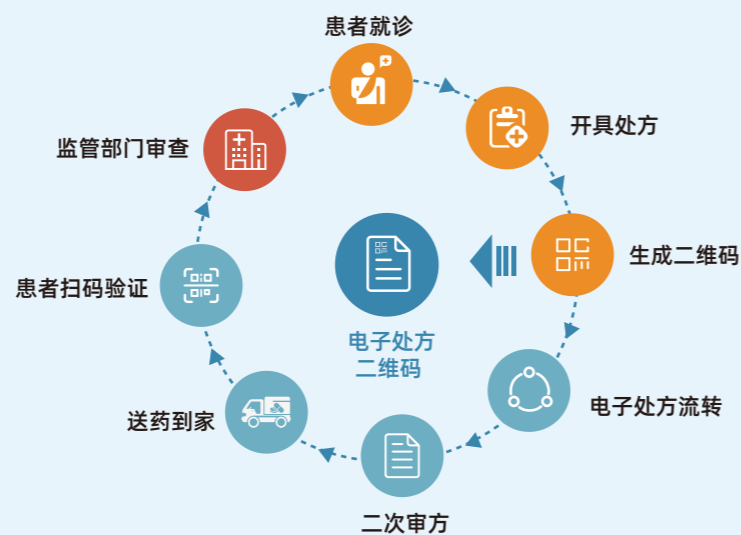 患者就诊
开具处方
生成二维码
电子处方流转
二次审方
送药到家
患者扫码验证
监管部门审查
电子处方
二维码